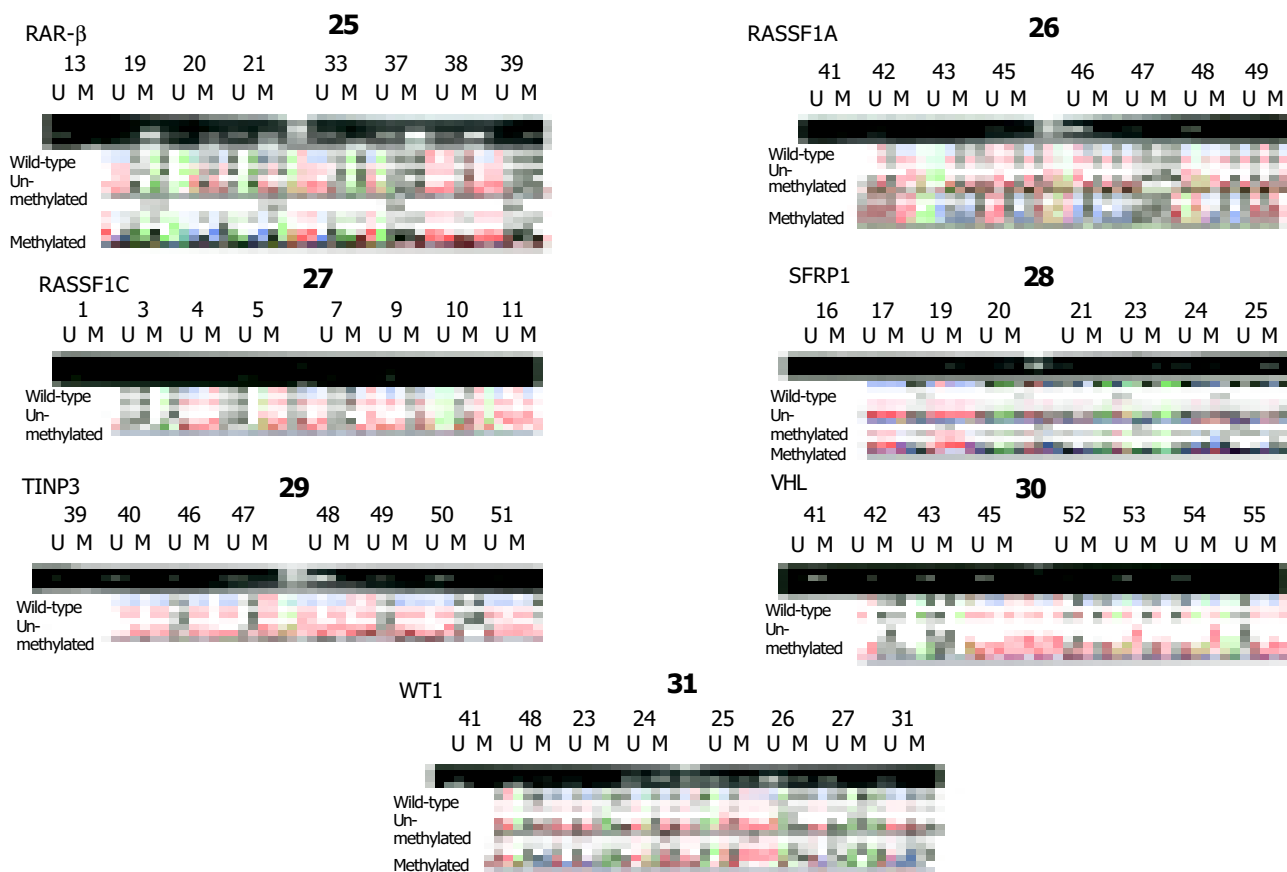 RAR-β 25
13 19 20 21 33 37 38 39
U M U M U M U M U M U M U M U M
Wild-type
Un-
methylated
Methylated
RASSF1A 26
41 42 43 45 46 47 48 49
U M U M U M U M U M U M U M U M
Wild-type
Un-
methylated
Methylated
RASSF1C 27
1 3 4 5 7 9 10 11
U M U M U M U M U M U M U M U M
Wild-type
Un-
methylated
SFRP1 28
16 17 19 20 21 23 24 25
U M U M U M U M U M U M U M U M
Wild-type
Un-
methylated
Methylated
TINP3 29
39 40 46 47 48 49 50 51
U M U M U M U M U M U M U M U M
Wild-type
Un-
methylated
VHL 30
41 42 43 45 52 53 54 55
U M U M U M U M U M U M U M U M
Wild-type
Un-
methylated
WT1 31
41 48 23 24 25 26 27 31
U M U M U M U M U M U M U M U M
Wild-type
Un-
methylated
Methylated